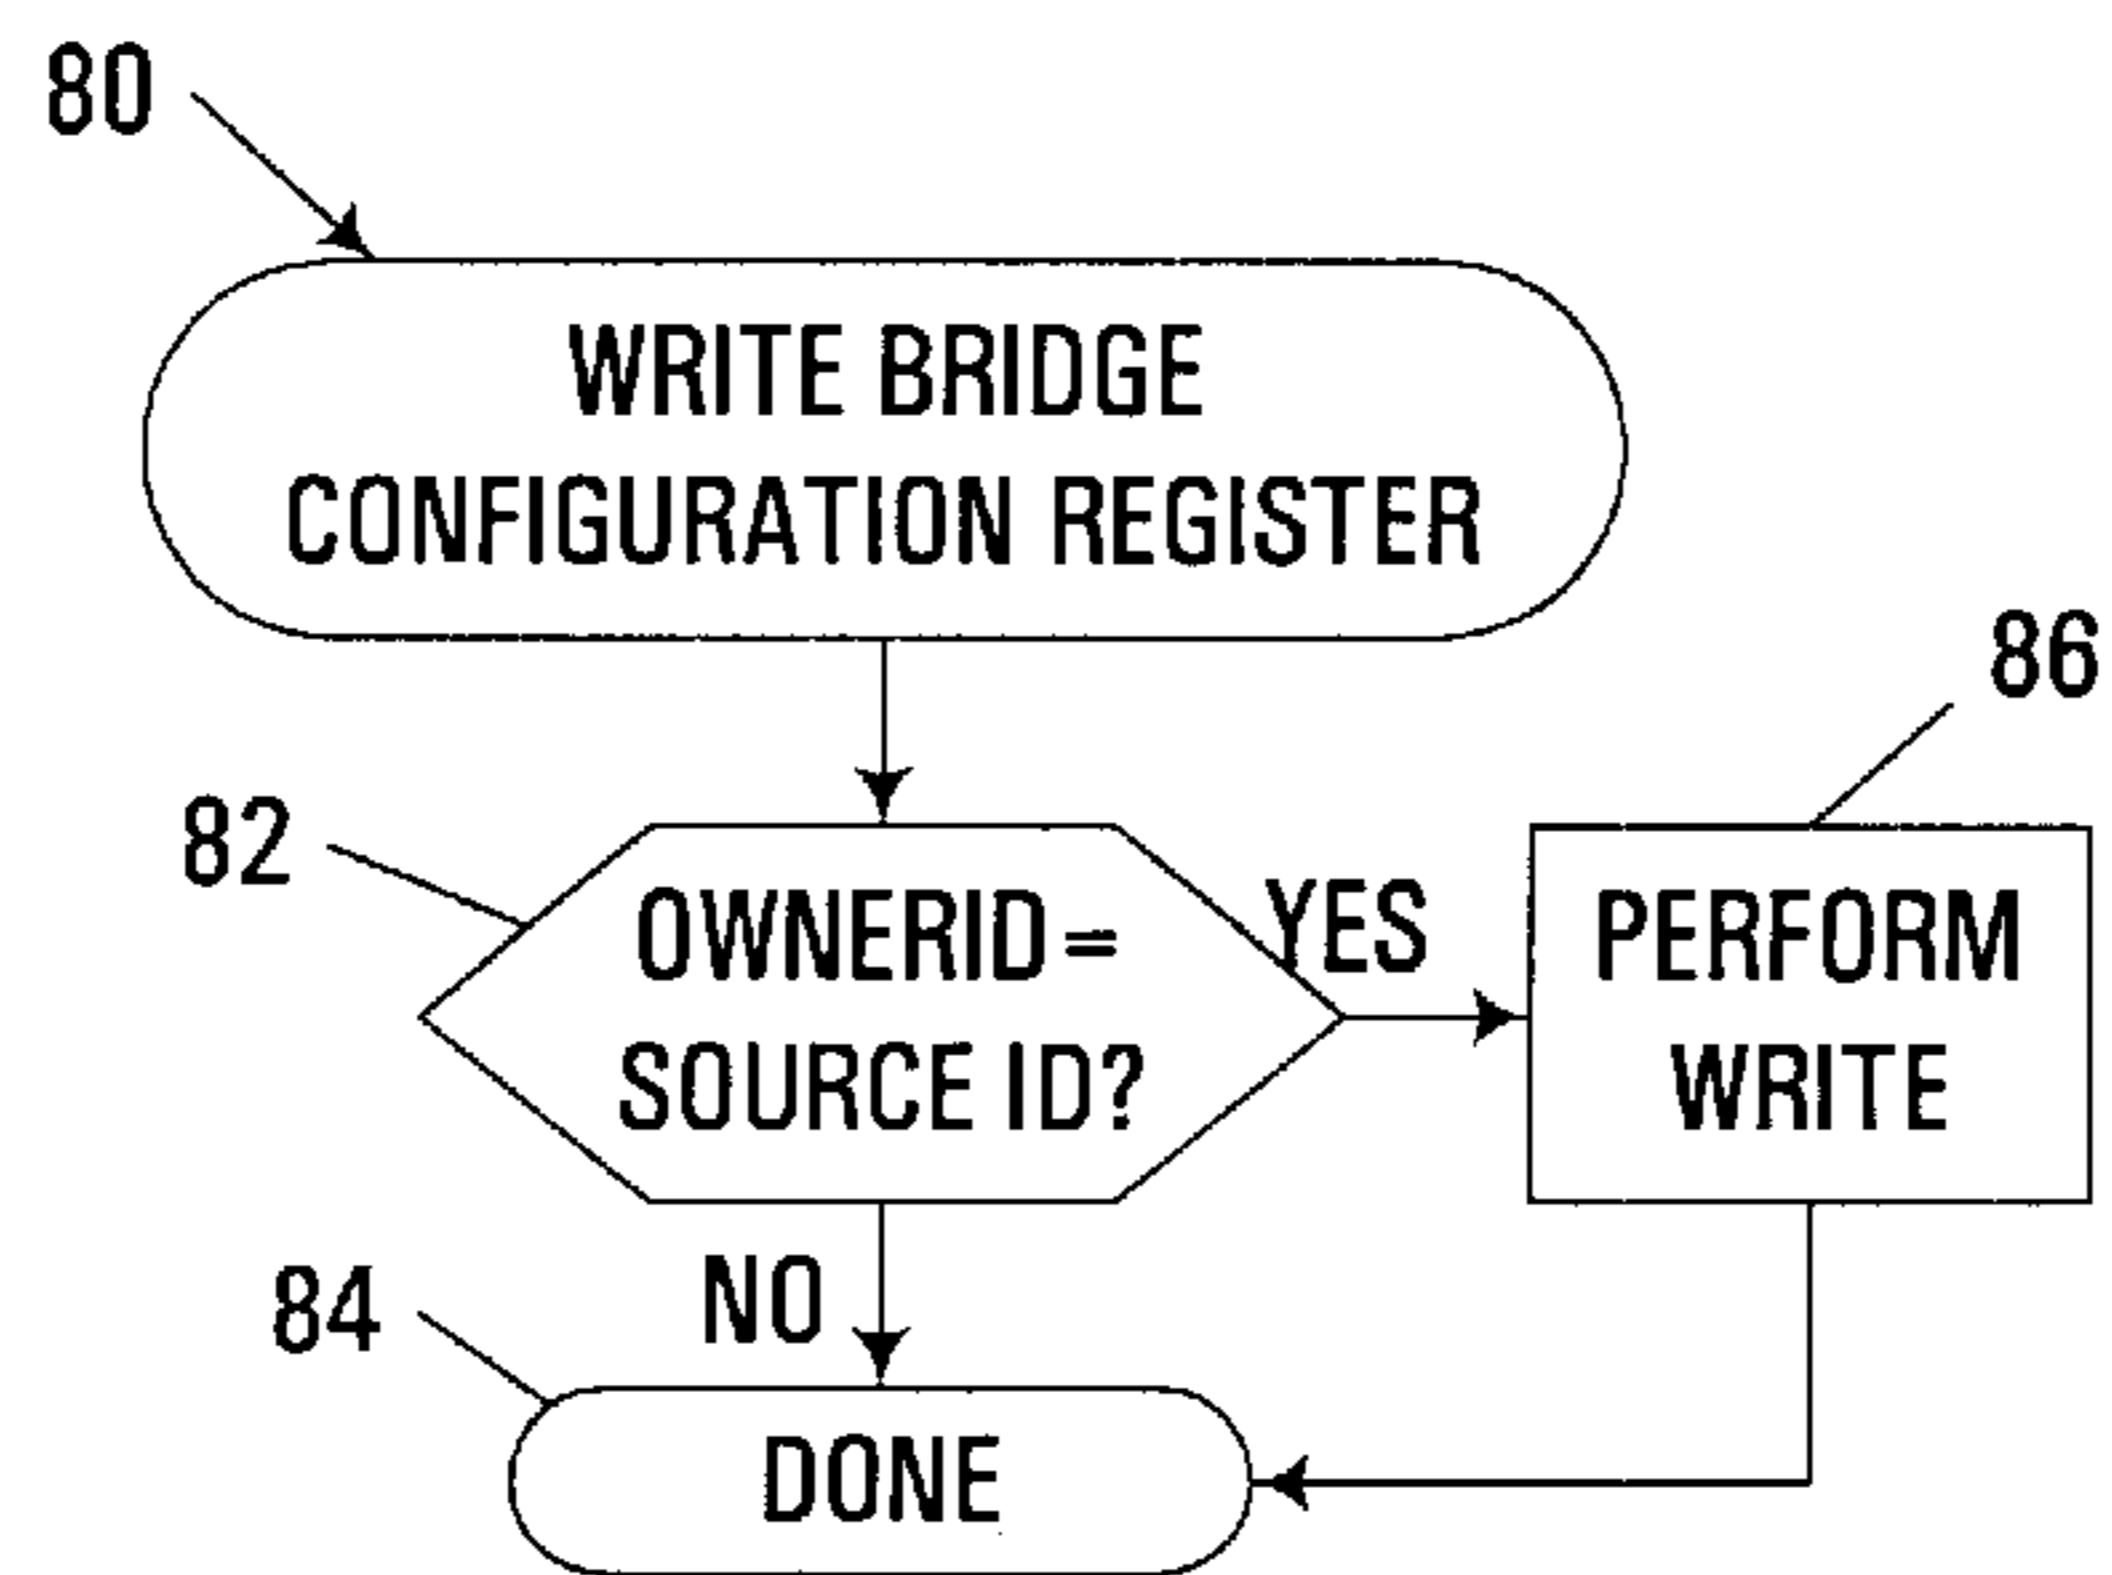 80
WRITE BRIDGE
CONFIGURATION REGISTER
86
82
OWNERID =
SOURCE ID?
YES
PERFORM
WRITE
84
NO
DONE